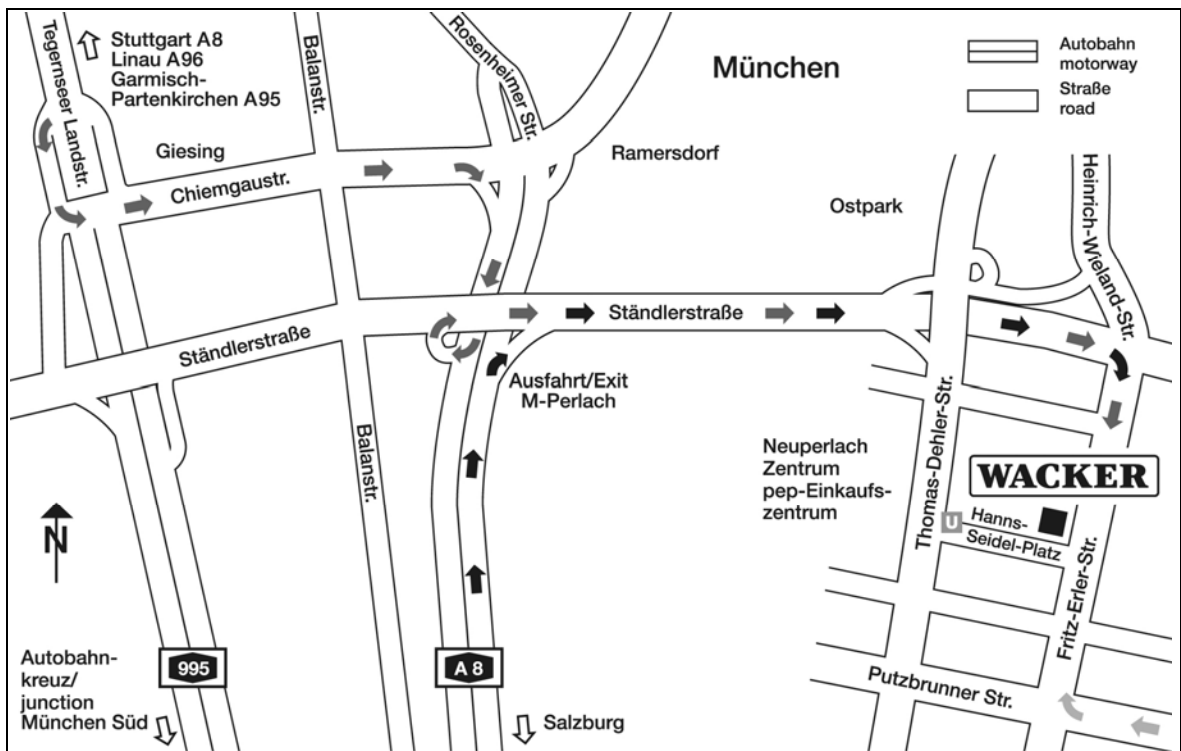 Tegernseer Landstr.
Stuttgart A8
Linau A96
Garmisch-
Partenkirchen A95
Balanstr.
Rosenheimer Str.
München
Autobahn
motorway
Straße
road
Giesing
Chiemgaustr.
Ramersdorf
Ostpark
Heinrich-Wieland-Str.
Ständlerstraße
Ständlerstraße
Ausfahrt/Exit
M-Perlach
Balanstr.
Neuperlach
Zentrum
pep-Einkaufs-
zentrum
Thomas-Dehler-Str.
WACKER
U
Hanns-
Seidel-Platz
Fritz-Erler-Str.
N
Autobahn-
kreuz/
junction
München Süd
995
A 8
Salzburg
Putzbrunner Str.